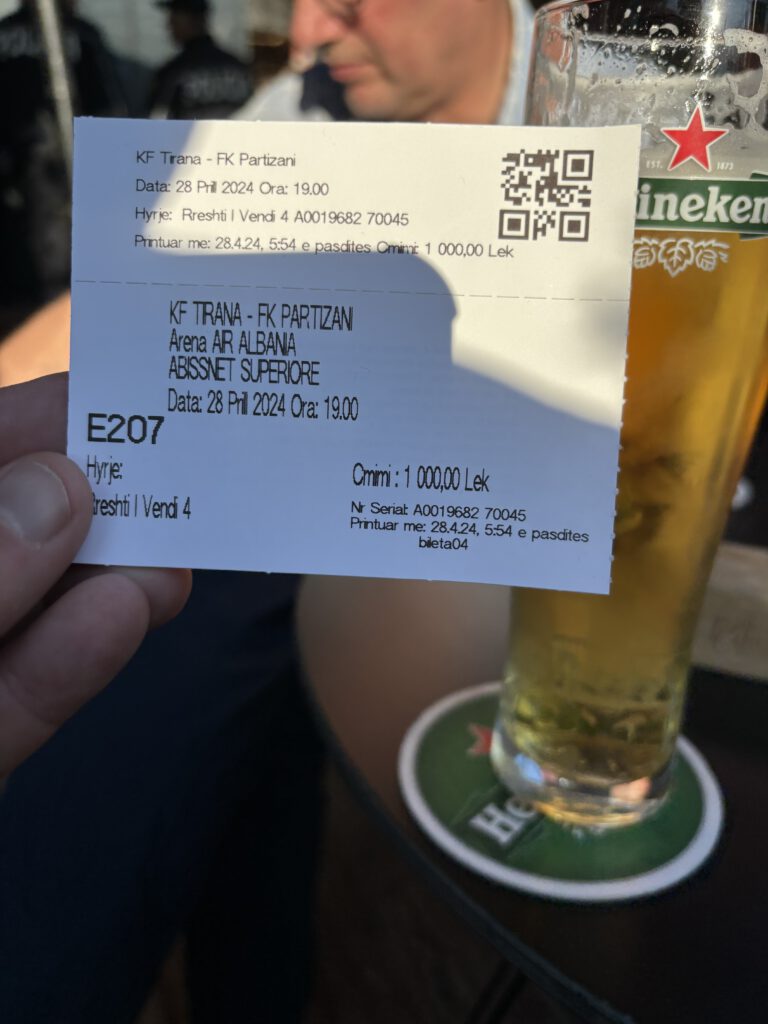 KF Tirana - FK Partizani
Data: 28 Prill 2024 Ora: 19.00
Hyrje: Rreshti I Vendi 4 A0019682 70045
Printuar me: 28.4.24, 5:54 e pasdites Cmimi: 1 000,00 Lek
KF TIRANA - FK PARTIZANI
Arena AIR ALBANIA
ABISSNET SUPERIORE
Data: 28 Prill 2024 Ora: 19.00
E207
Hyrje:
Rreshti I Vendi 4
Cmimi : 1 000,00 Lek
Nr Serial: A0019682 70045
Printuar me: 28.4.24, 5:54 e pasdites
bileta04
EST. 1873
ineken
He